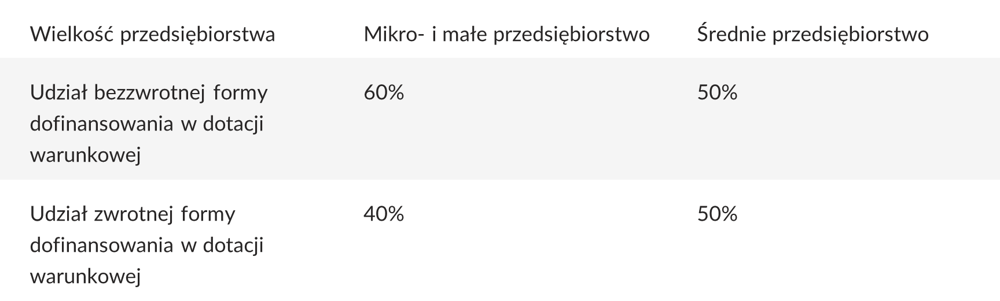 Wielkość przedsiębiorstwa Mikro- i małe przedsiębiorstwo Średnie przedsiębiorstwo
Udział bezzwrotnej formy 60% 50%
dofinansowania w dotacji
warunkowej
Udział zwrotnej formy 40% 50%
dofinansowania w dotacji
warunkowej